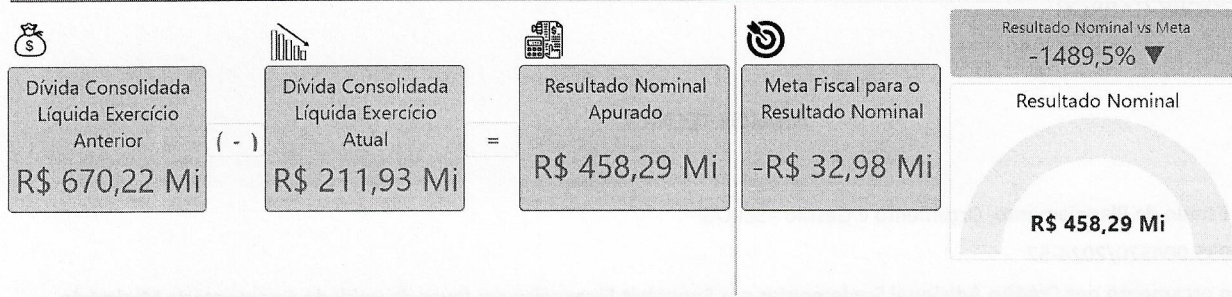 Dívida Consolidada
Líquida Exercício
Anterior
R$ 670,22 Mi
( - )
Dívida Consolidada
Líquida Exercício
Atual
R$ 211,93 Mi
=
Resultado Nominal
Apurado
R$ 458,29 Mi
Meta Fiscal para o
Resultado Nominal
-R$ 32,98 Mi
Resultado Nominal vs Meta
-1489,5% ▼
Resultado Nominal
R$ 458,29 Mi